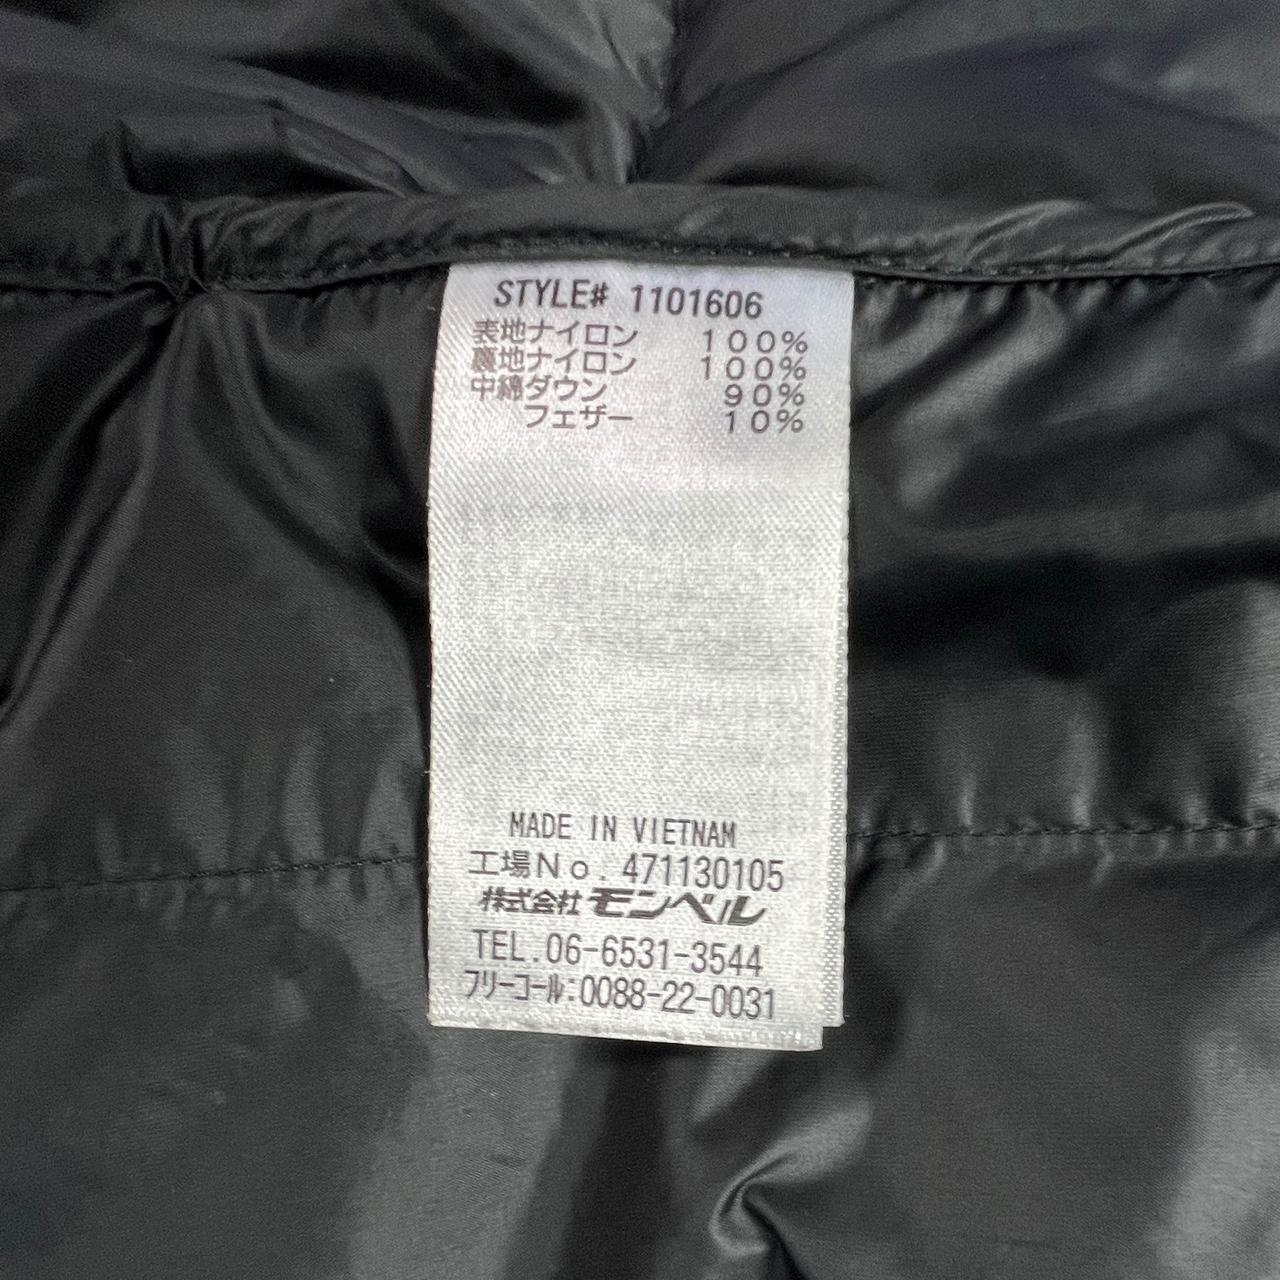 STYLE# 1101606
表地ナイロン 100%
裏地ナイロン 100%
中綿ダウン 90%
フェザー 10%
MADE IN VIETNAM
工場No. 471130105
株式会社モンベル
TEL.06-6531-3544
フリーコール:0088-22-0031